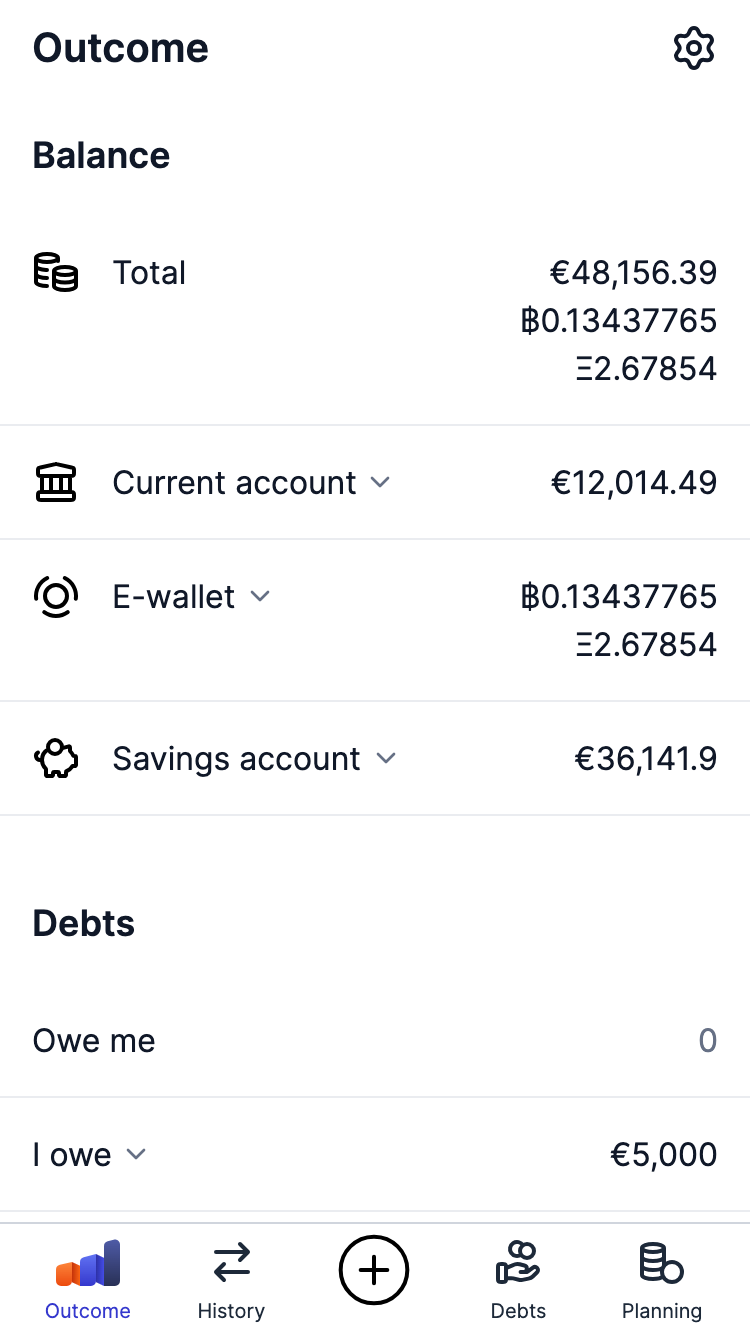 Outcome
Balance
Total €48,156.39
฿0.13437765
Ξ2.67854
Current account €12,014.49
E-wallet ฿0.13437765
Ξ2.67854
Savings account €36,141.9
Debts
Owe me 0
I owe €5,000
Outcome History Debts Planning